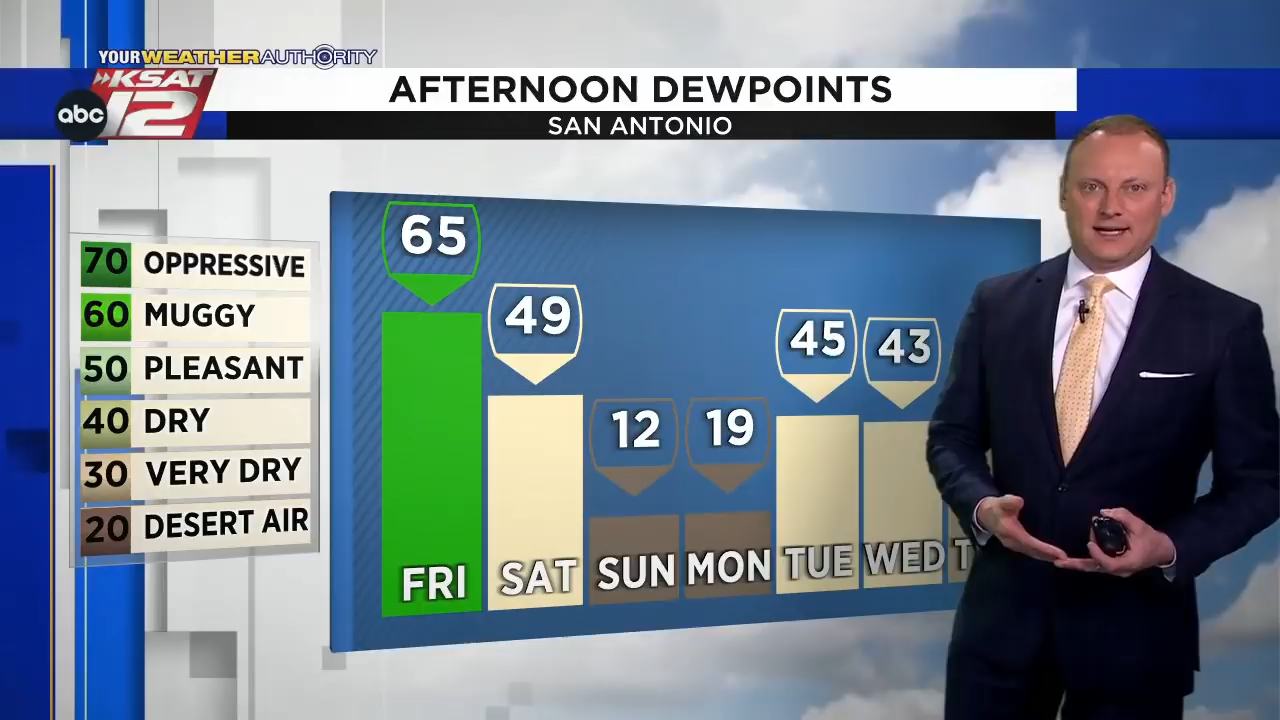 YOUR WEATHER AUTHORITY
KSAT
abc 12
AFTERNOON DEWPOINTS
SAN ANTONIO
70 OPPRESSIVE
60 MUGGY
50 PLEASANT
40 DRY
30 VERY DRY
20 DESERT AIR
65 49 12 19 45 43
FRI SAT SUN MON TUE WED T